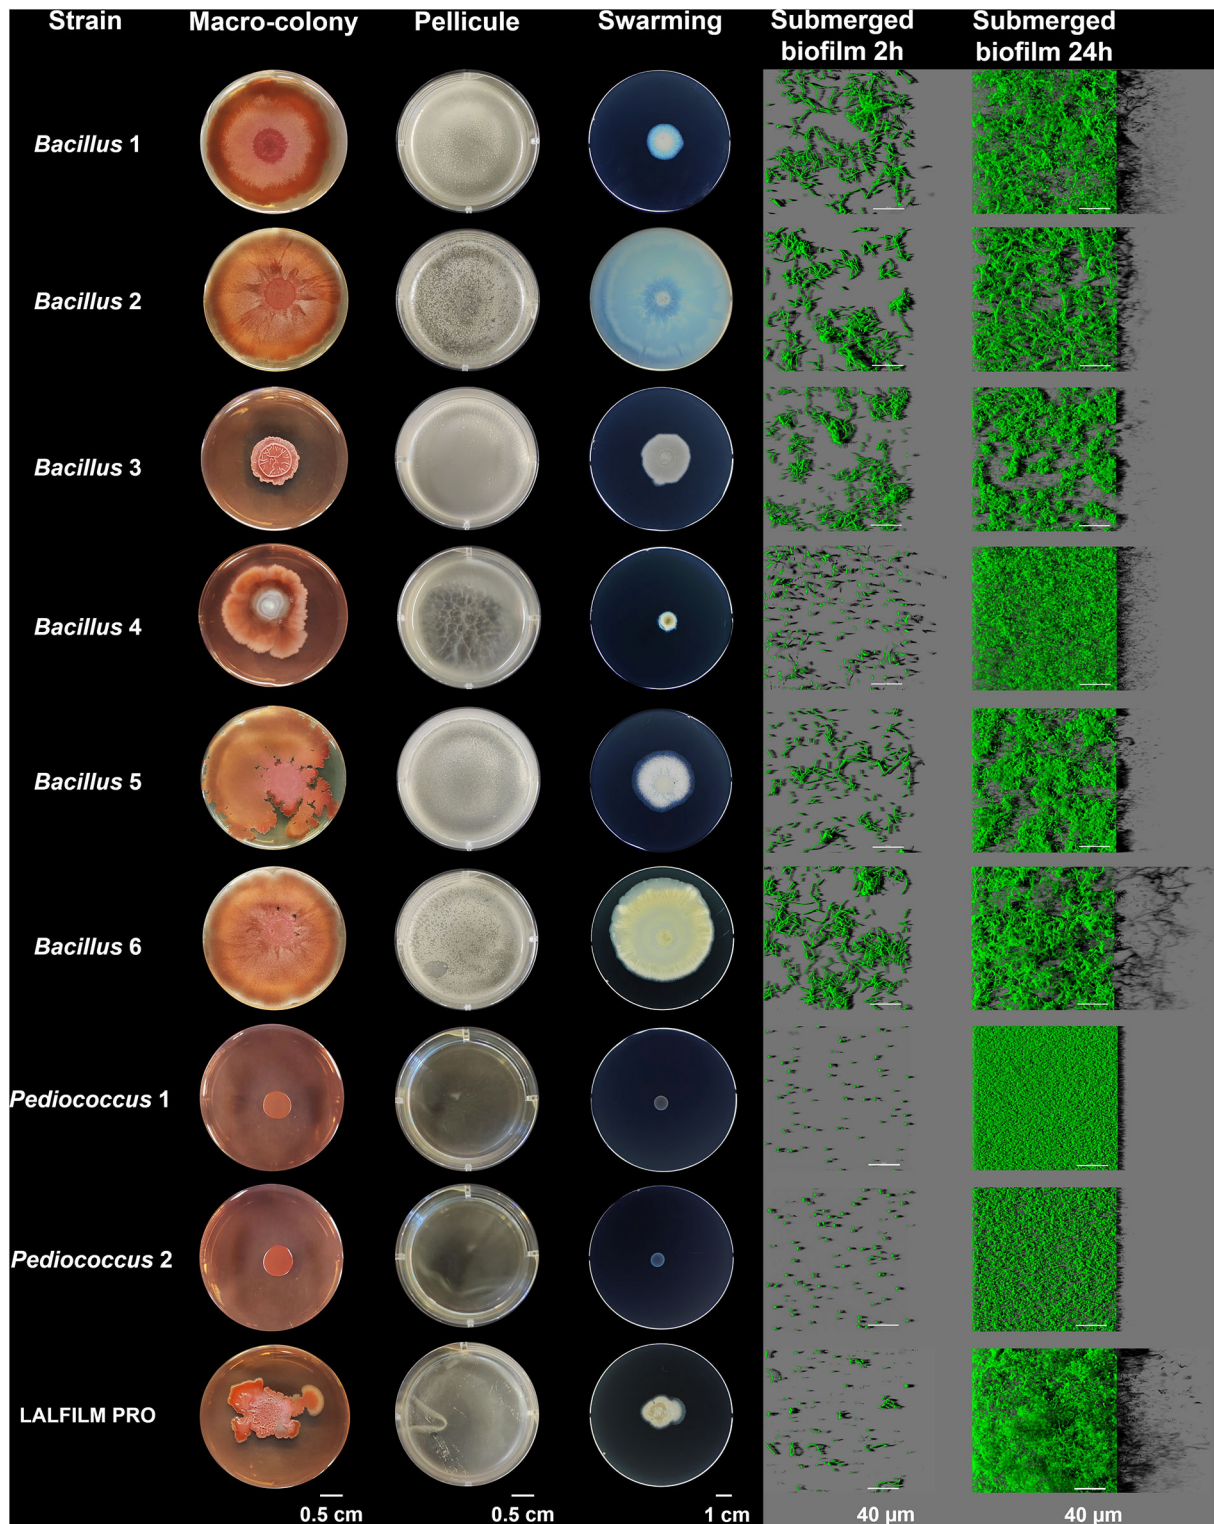 Strain
Macro-colony
Pellicule
Swarming
Submerged
biofilm 2h
Submerged
biofilm 24h
Bacillus 1
Bacillus 2
Bacillus 3
Bacillus 4
Bacillus 5
Bacillus 6
Pediococcus 1
Pediococcus 2
LALFILM PRO
0.5 cm
0.5 cm
1 cm
40 µm
40 µm